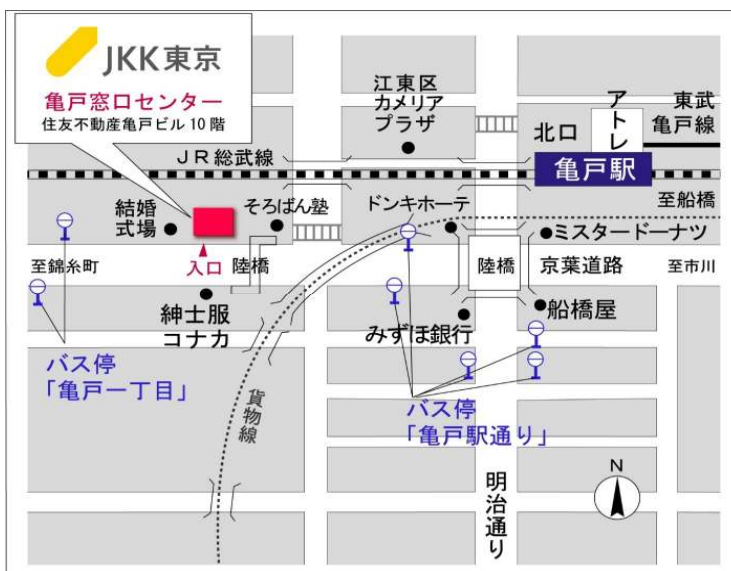 JKK東京
亀戸窓口センター
住友不動産亀戸ビル10階
江東区
カメリア
プラザ
北口
アトレ
東武
亀戸線
JR総武線
亀戸駅
至船橋
結婚
式場
そろばん塾
ドンキホーテ
ミスタードーナツ
至錦糸町
入口
陸橋
陸橋
京葉道路
至市川
紳士服
コナカ
みずほ銀行
船橋屋
バス停
「亀戸一丁目」
貨物線
バス停
「亀戸駅通り」
明治通り
N